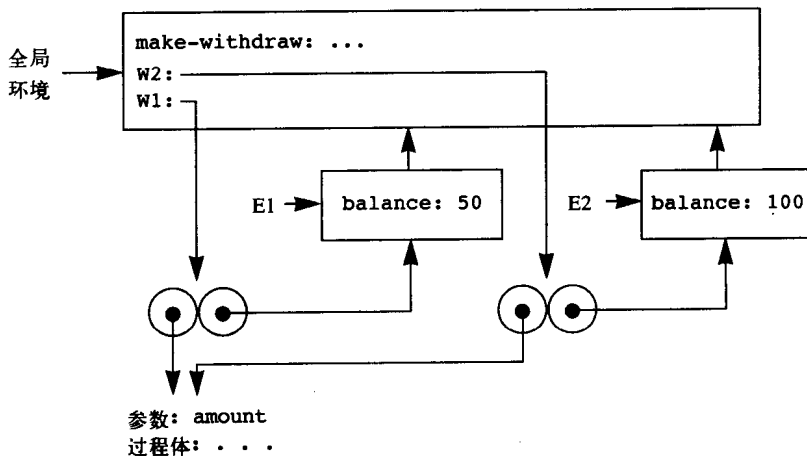 全局
环境
make-withdraw: ...
W2:
W1:
E1
balance: 50
E2
balance: 100
参数: amount
过程体: . . .